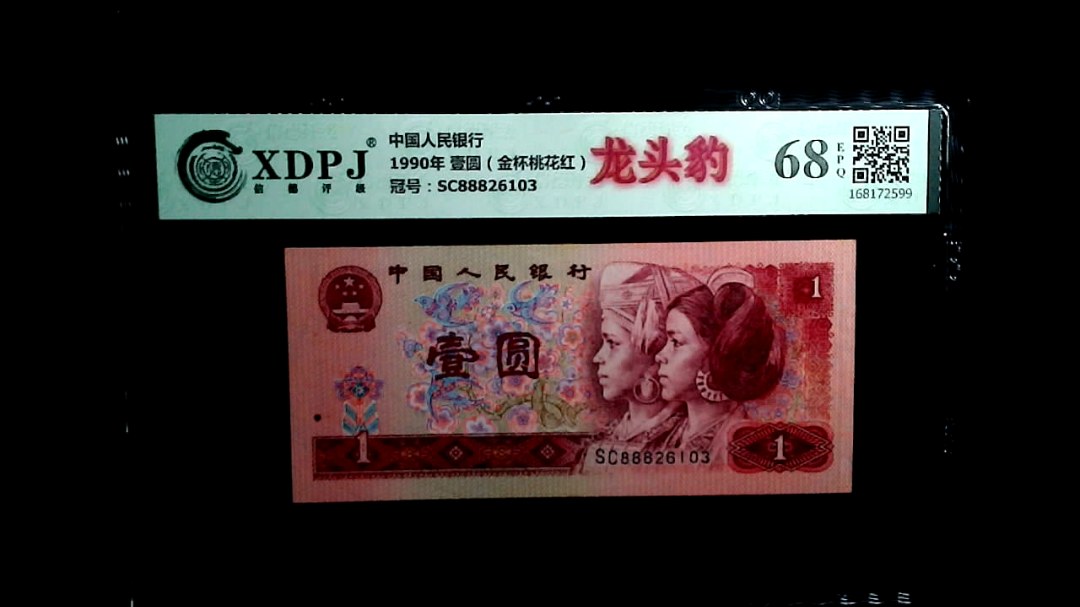 XDPJ®
信德评级
中国人民银行
1990年 壹圆（金杯桃花红）
冠号：SC88826103
龙头豹
68
EPQ
168172599
中国人民银行
1
壹圆
1
SC88826103
1